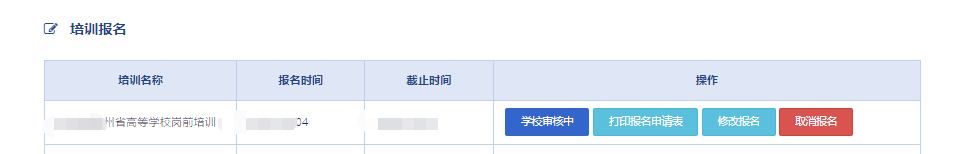 培训报名
培训名称 报名时间 截止时间 操作
州省高等学校岗前培训 04 学校审核中 打印报名申请表 修改报名 取消报名